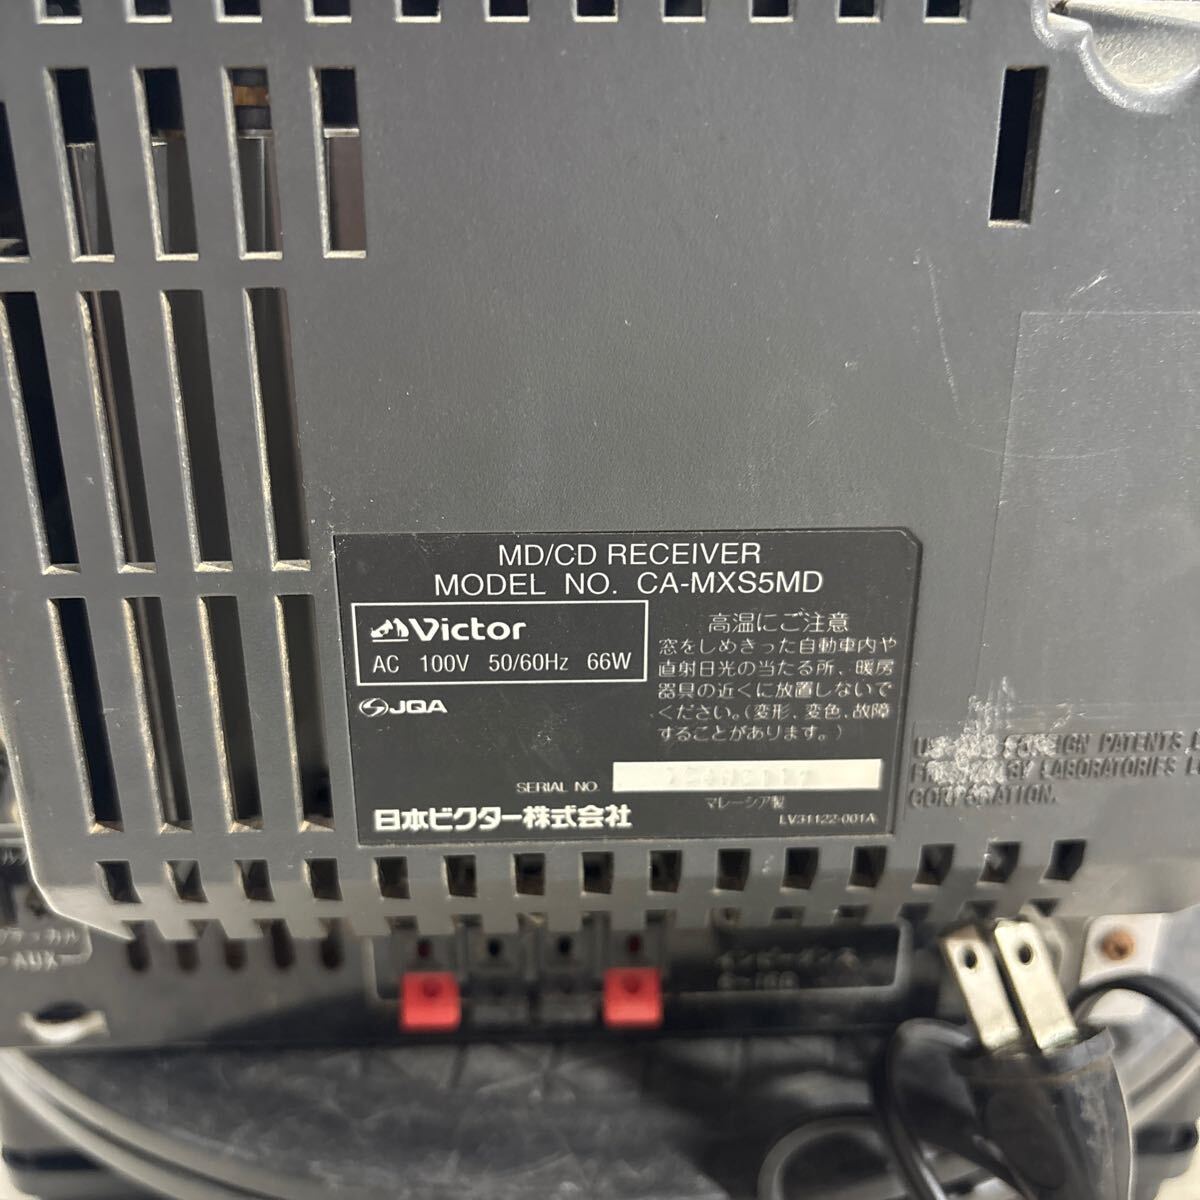 MD/CD RECEIVER
MODEL NO. CA-MXS5MD
Victor
AC 100V 50/60Hz 66W
JQA
高温にご注意
窓をしめきった自動車内や
直射日光の当たる所、暖房
器具の近くに放置しないで
ください。(変形、変色、故障
することがあります。)
SERIAL NO.
マレーシア製
日本ビクター株式会社
LV31122-001A
FOREIGN PATENTS
LABORATORIES
CORPORATION.
AUX
インピーダンス